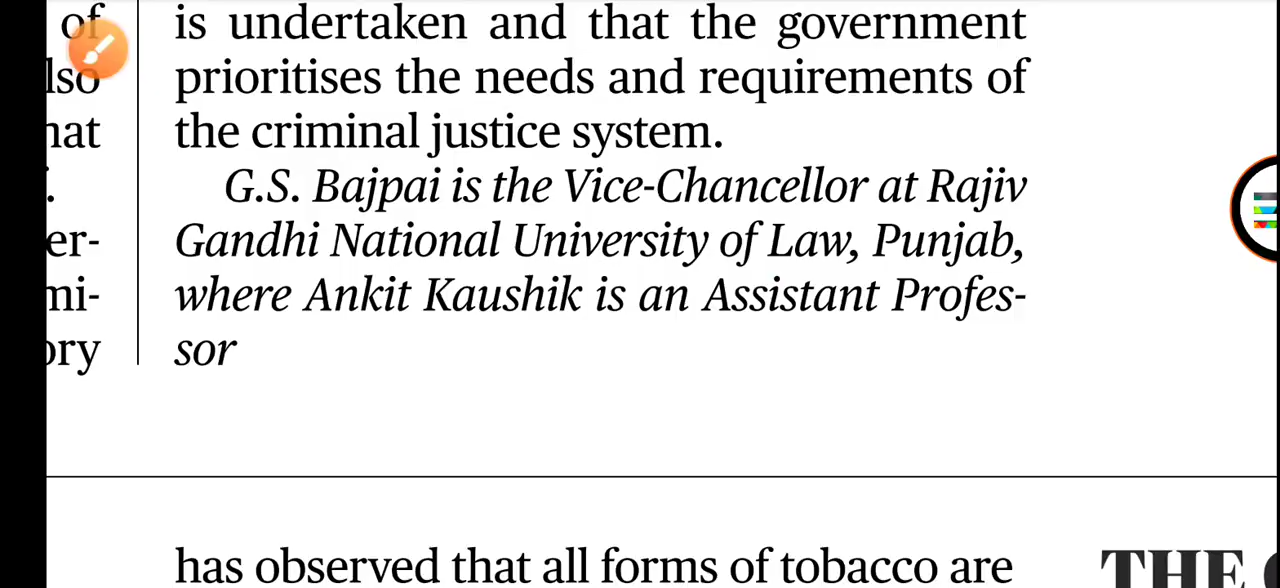 of
is undertaken and that the government
prioritises the needs and requirements of
the criminal justice system.
G.S. Bajpai is the Vice-Chancellor at Rajiv
Gandhi National University of Law, Punjab,
where Ankit Kaushik is an Assistant Profes-
sor
has observed that all forms of tobacco are
THE